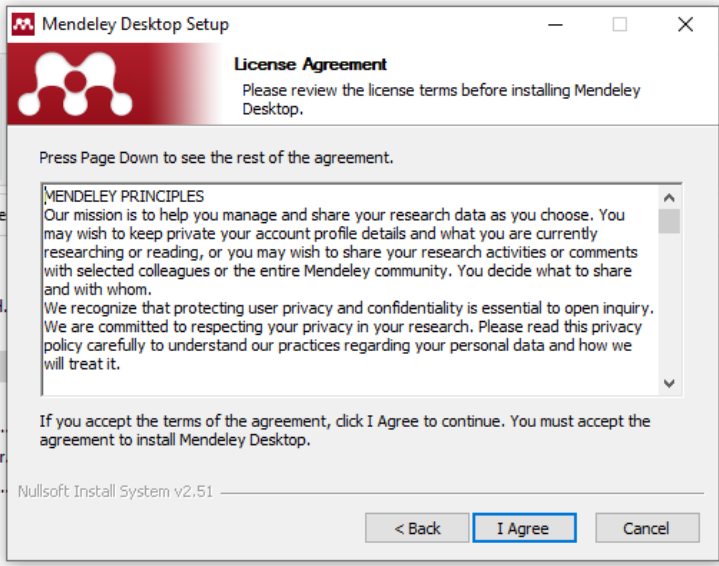 Mendeley Desktop Setup
License Agreement
Please review the license terms before installing Mendeley
Desktop.
Press Page Down to see the rest of the agreement.
MENDELEY PRINCIPLES
Our mission is to help you manage and share your research data as you choose. You
may wish to keep private your account profile details and what you are currently
researching or reading, or you may wish to share your research activities or comments
with selected colleagues or the entire Mendeley community. You decide what to share
and with whom.
We recognize that protecting user privacy and confidentiality is essential to open inquiry.
We are committed to respecting your privacy in your research. Please read this privacy
policy carefully to understand our practices regarding your personal data and how we
will treat it.
If you accept the terms of the agreement, click I Agree to continue. You must accept the
agreement to install Mendeley Desktop.
Nullsoft Install System v2.51
< Back I Agree Cancel